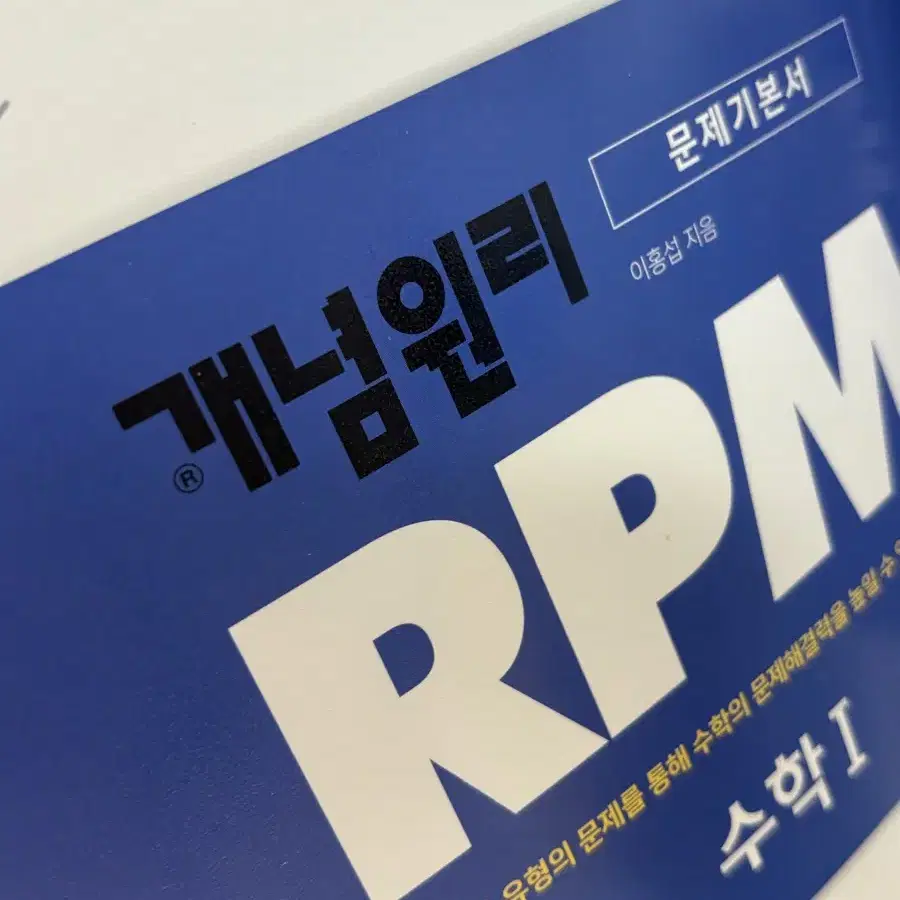 문제기본서
이홍섭 지음
개념원리
®
RPM
유형의 문제를 통해 수학의 문제해결력을 높일 수
수학 I